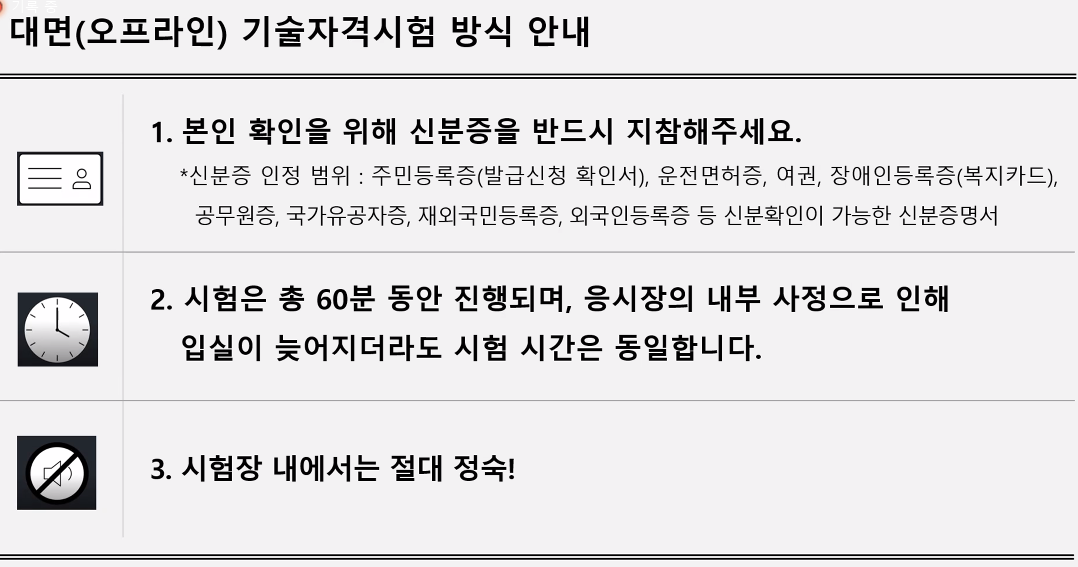 기록 중
대면(오프라인) 기술자격시험 방식 안내
1. 본인 확인을 위해 신분증을 반드시 지참해주세요.
*신분증 인정 범위 : 주민등록증(발급신청 확인서), 운전면허증, 여권, 장애인등록증(복지카드),
공무원증, 국가유공자증, 재외국민등록증, 외국인등록증 등 신분확인이 가능한 신분증명서
2. 시험은 총 60분 동안 진행되며, 응시장의 내부 사정으로 인해
입실이 늦어지더라도 시험 시간은 동일합니다.
3. 시험장 내에서는 절대 정숙!